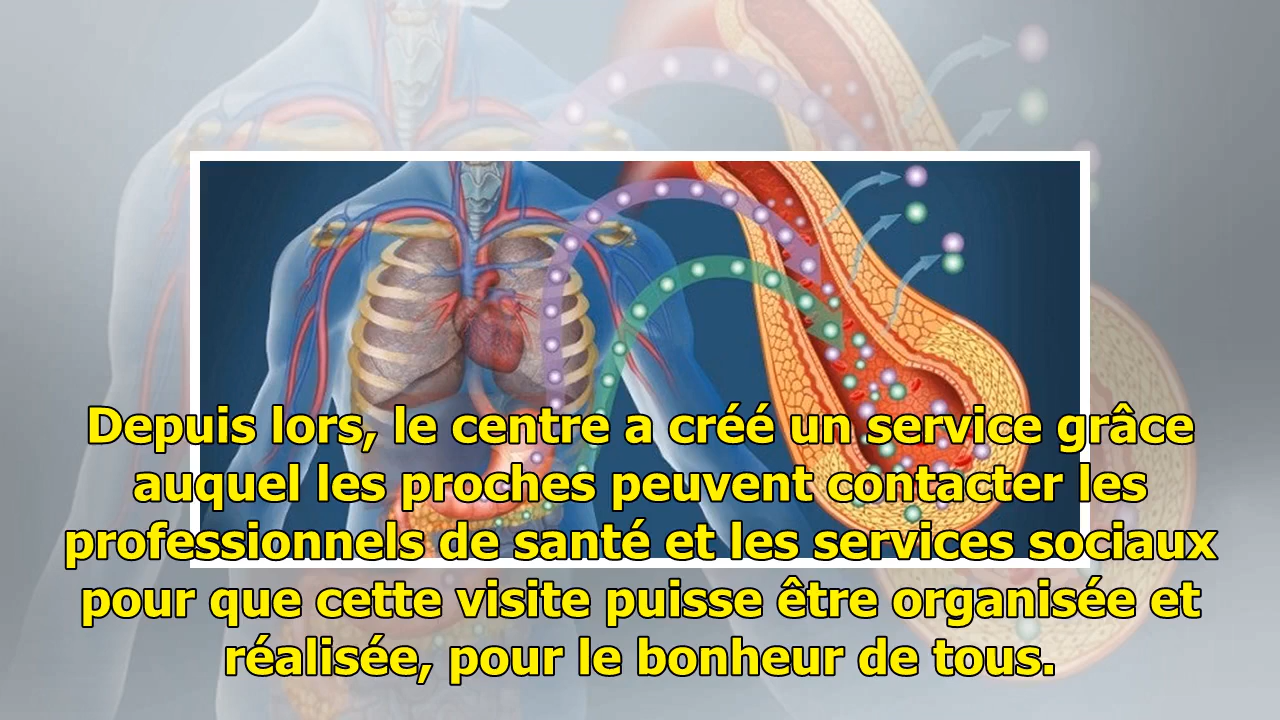 Depuis lors, le centre a créé un service grâce
auquel les proches peuvent contacter les
professionnels de santé et les services sociaux
pour que cette visite puisse être organisée et
réalisée, pour le bonheur de tous.